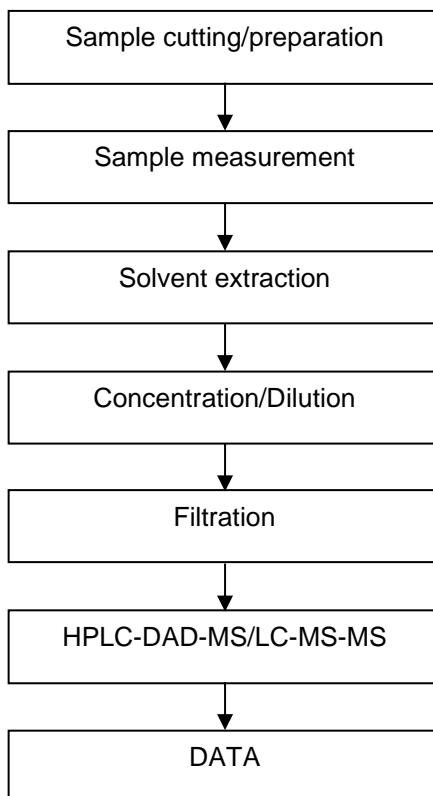 Sample cutting/preparation
Sample measurement
Solvent extraction
Concentration/Dilution
Filtration
HPLC-DAD-MS/LC-MS-MS
DATA